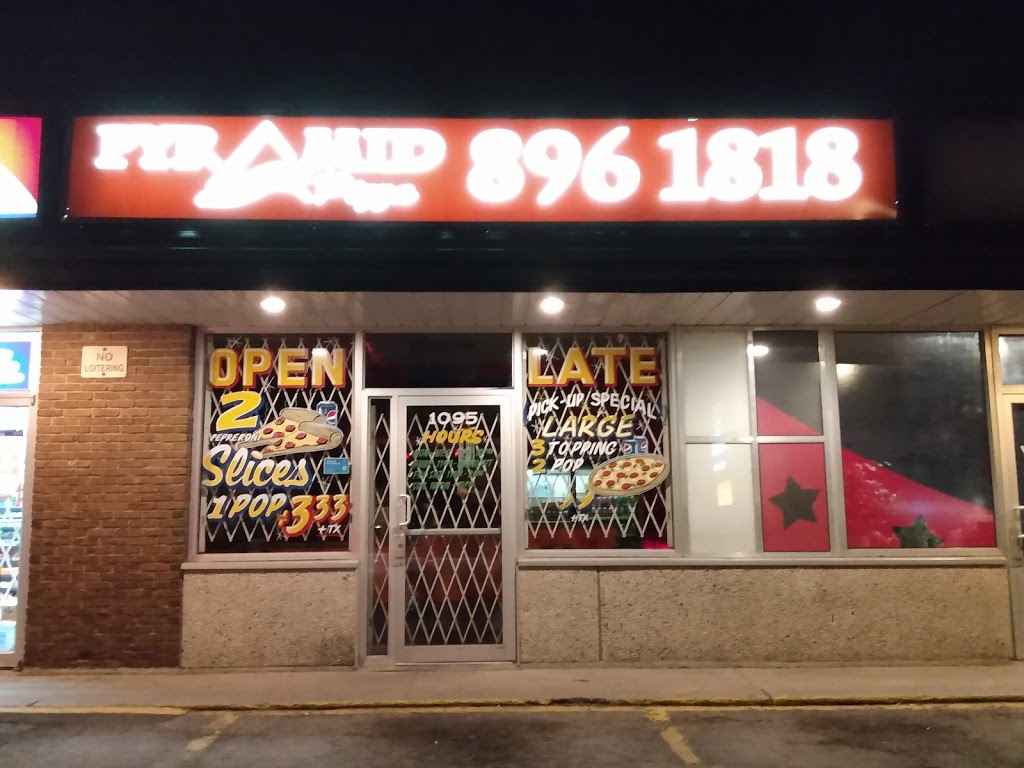 PYRAMID 896 1818
Pizza
NO
LOITERING
OPEN
2
PEPPERONI
Slices
1 POP
$3.33
+TX
1095
HOURS
LATE
PICK-UP SPECIAL
LARGE
3 TOPPING
2 POP
+TX